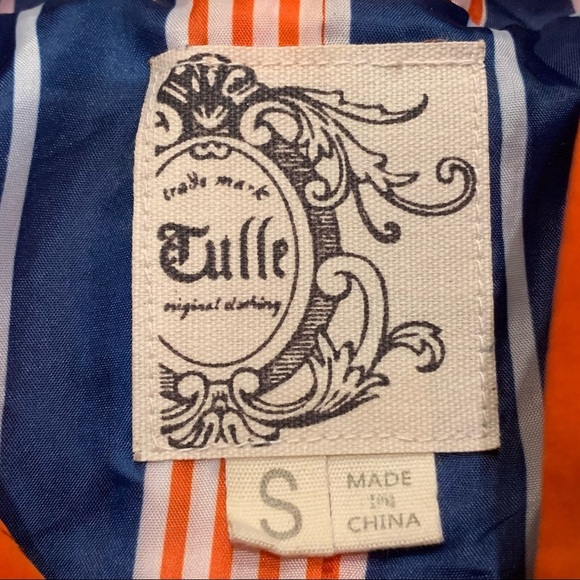 trade mark
Tulle
original clothing
S
MADE
IN
CHINA